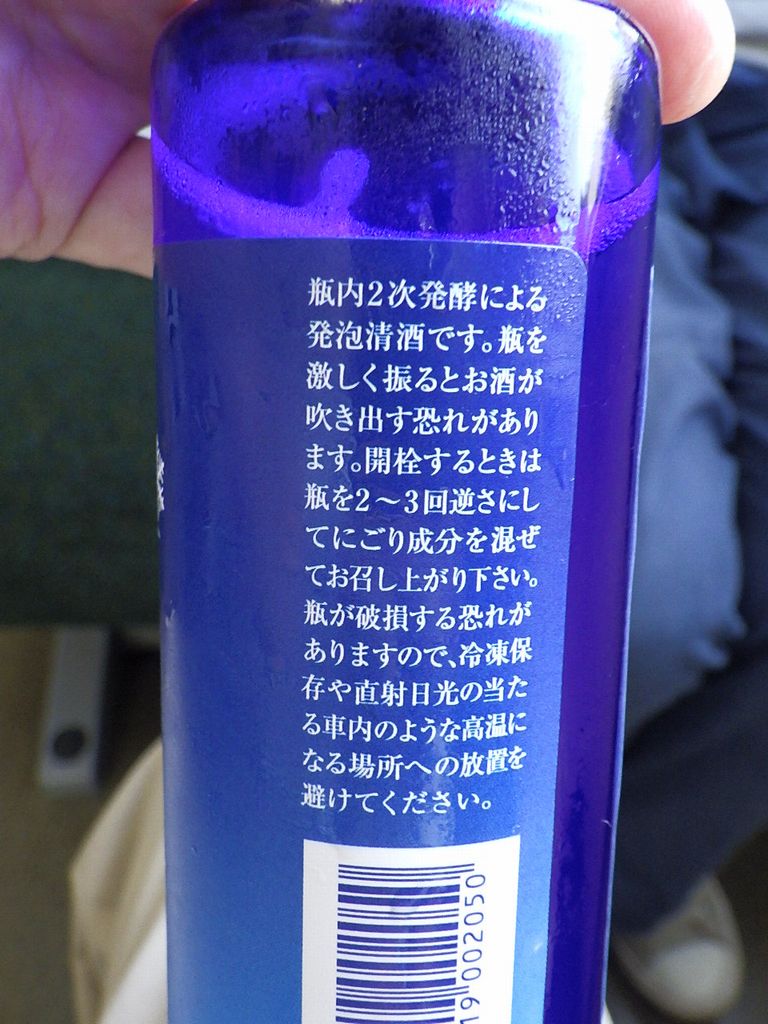 瓶内2次発酵による
発泡清酒です。瓶を
激しく振るとお酒が
吹き出す恐れがあり
ます。開栓するときは
瓶を2〜3回逆さにし
てにごり成分を混ぜ
てお召し上がり下さい。
瓶が破損する恐れが
ありますので、冷凍保
存や直射日光の当た
る車内のような高温に
なる場所への放置を
避けてください。
19 002050